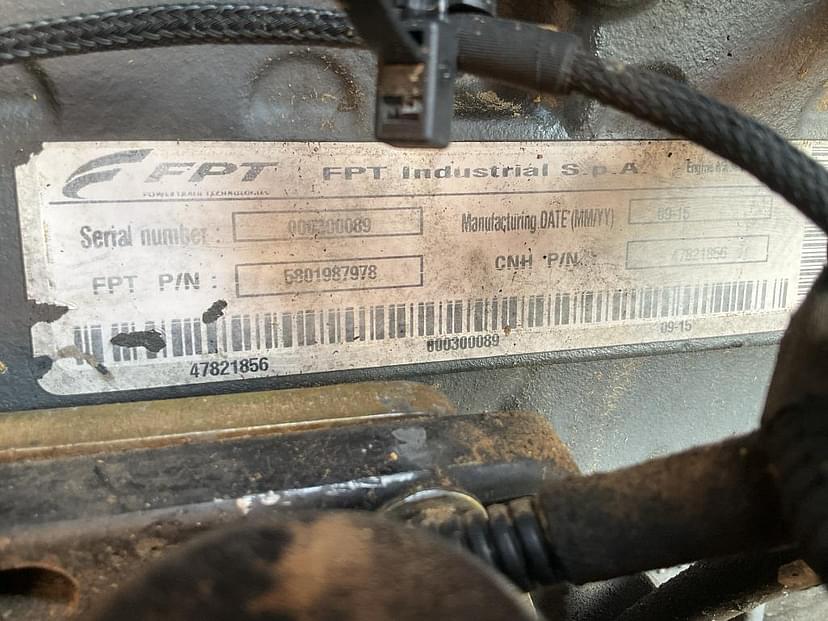 FPT FPT Industrial S.p.A.
POWERTRAIN TECHNOLOGIES
Serial number 000300089 Manufacturing DATE (MM/YY) 09-15
FPT P/N : 5801987978 CNH P/N 47821856
47821856 000300089 09-15